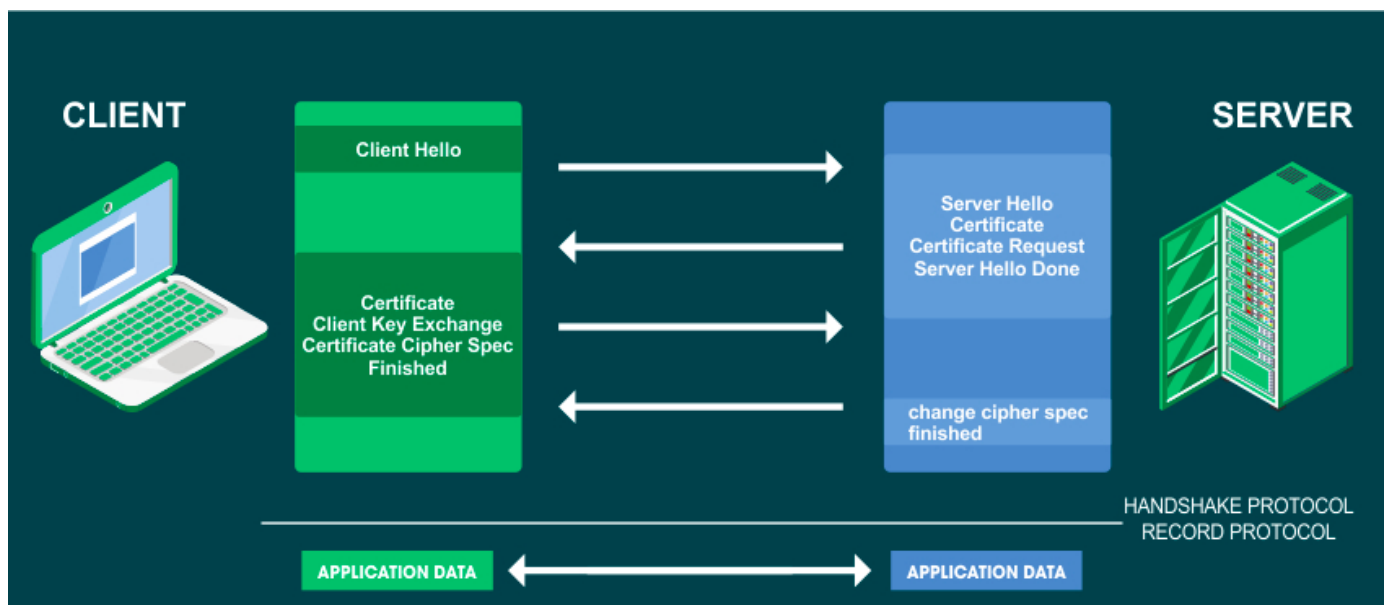 CLIENT
SERVER
Client Hello
Server Hello
Certificate
Certificate Request
Server Hello Done
Certificate
Client Key Exchange
Certificate Cipher Spec
Finished
change cipher spec
finished
HANDSHAKE PROTOCOL
RECORD PROTOCOL
APPLICATION DATA
APPLICATION DATA